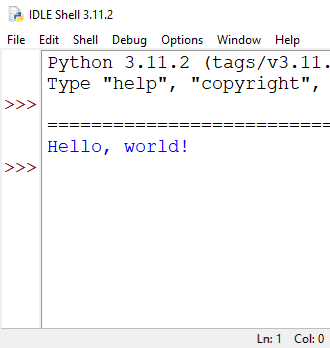 IDLE Shell 3.11.2
File Edit Shell Debug Options Window Help
Python 3.11.2 (tags/v3.11.
Type "help", "copyright",
>>>
==========================
Hello, world!
>>>
Ln: 1 Col: 0